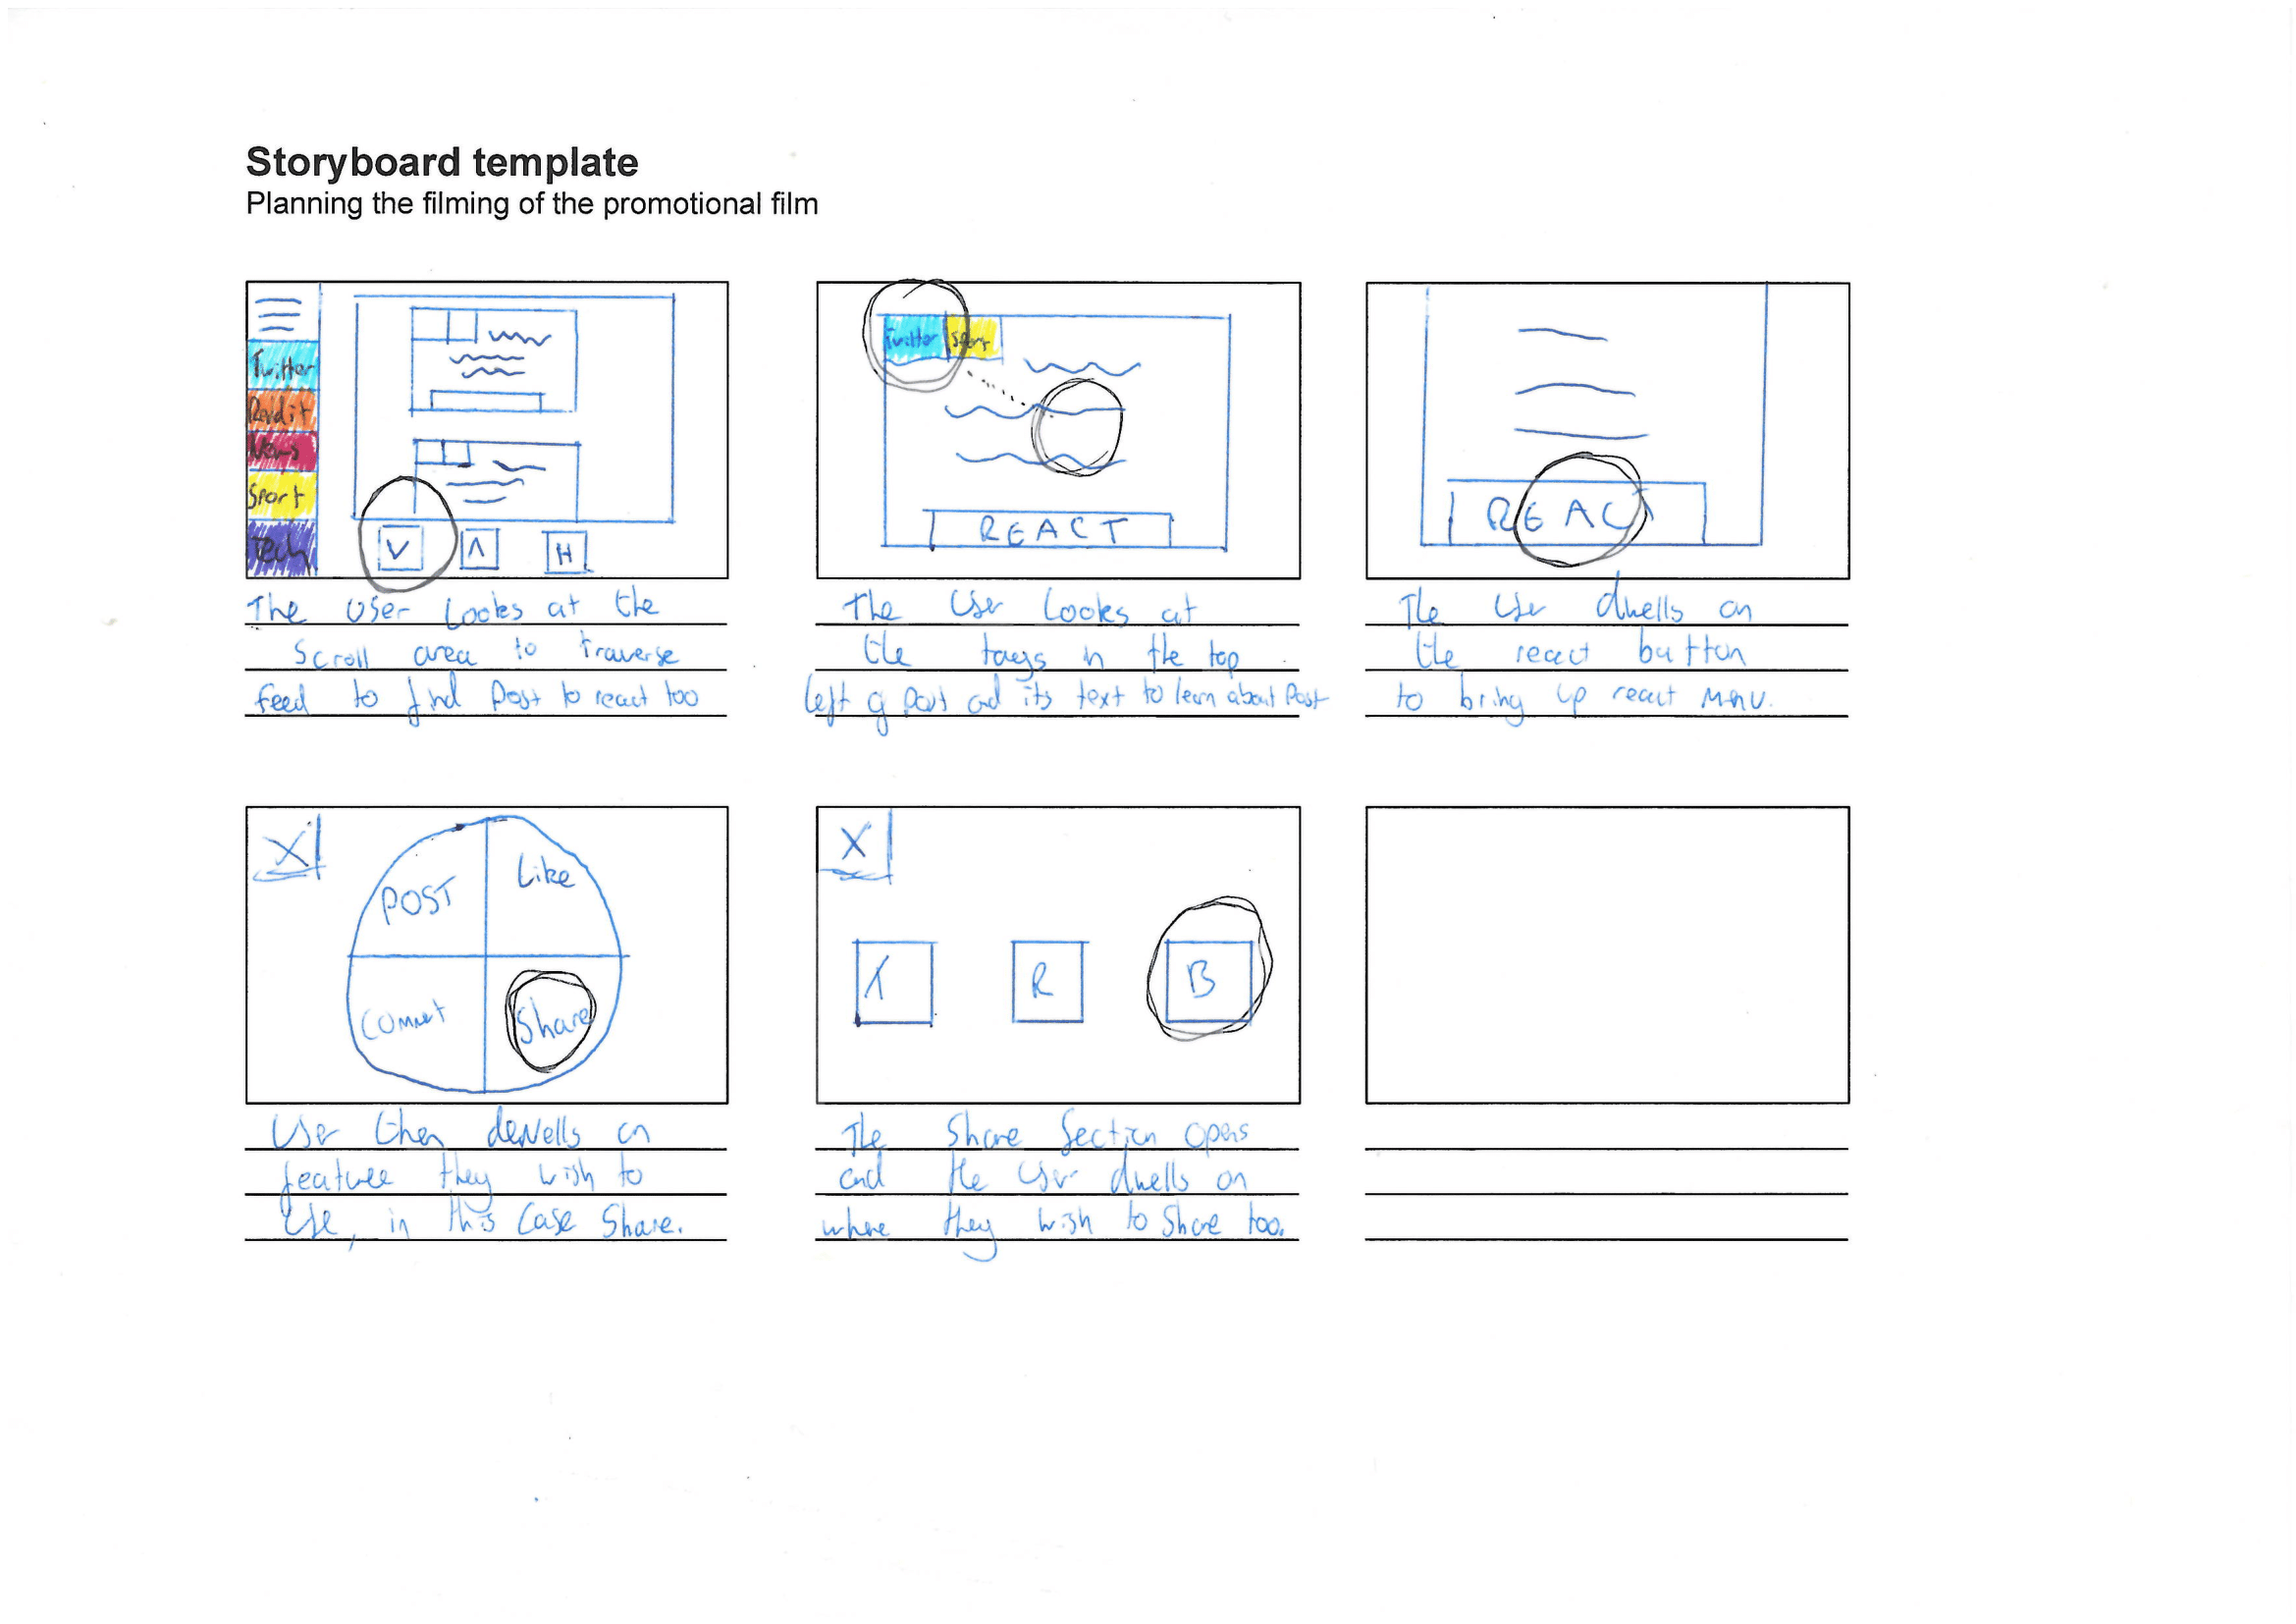 Storyboard template
Planning the filming of the promotional film
Twitter
Reddit
News
Sport
Tech
V
Λ
H
The user looks at the
scroll area to traverse
feed to find post to react too
Twitter Sport
REACT
The user looks at
the tags in the top
left of post and its text to learn about post
REACT
The user dwells on
the react button
to bring up react menu.
X
POST
Like
Comment
Share
User then dewells on
feature they wish to
use, in this case share.
X
T
R
B
The share section opens
and the user dwells on
where they wish to share too.